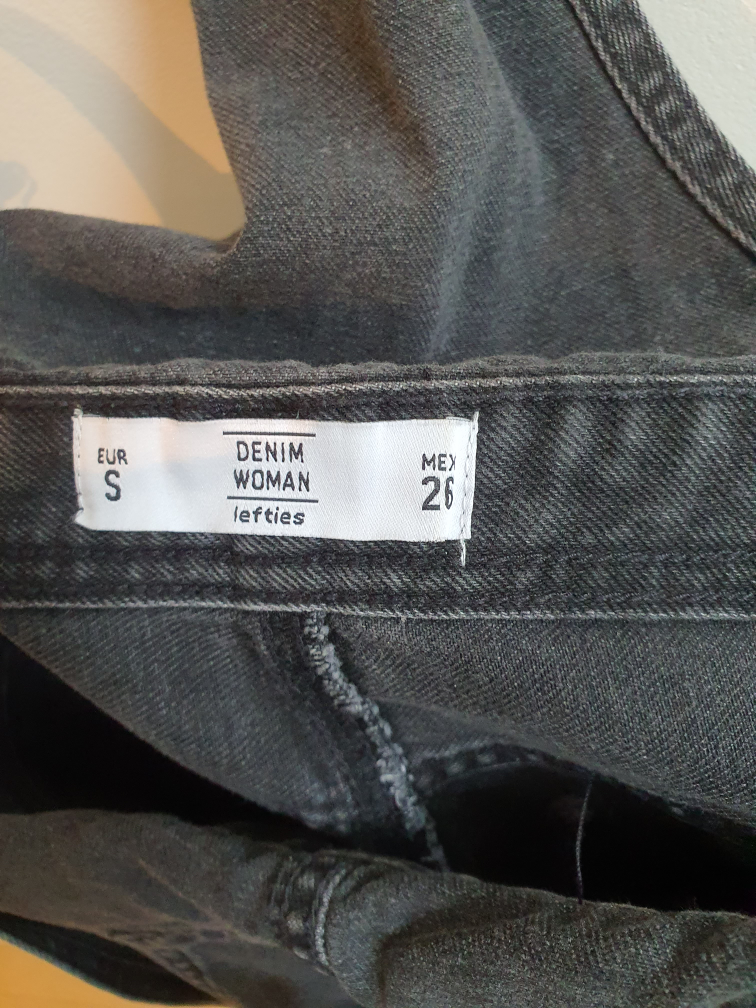 EUR
S
DENIM
WOMAN
lefties
MEX
26